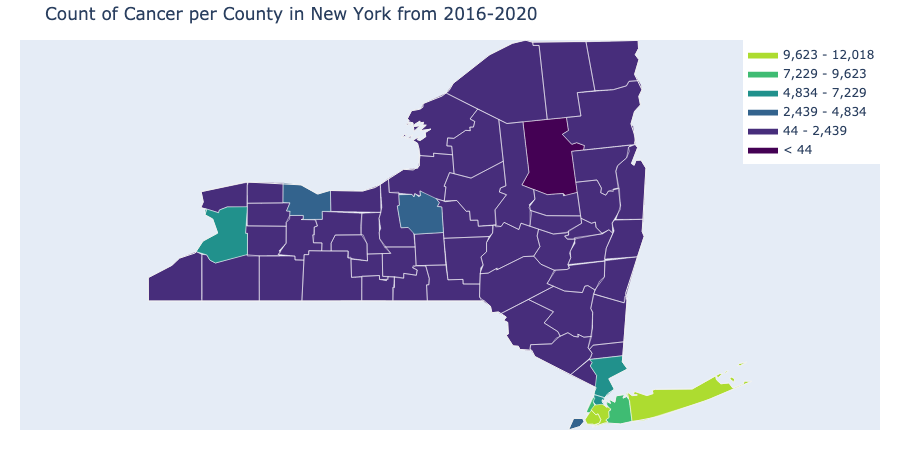 Count of Cancer per County in New York from 2016-2020
9,623 - 12,018
7,229 - 9,623
4,834 - 7,229
2,439 - 4,834
44 - 2,439
< 44